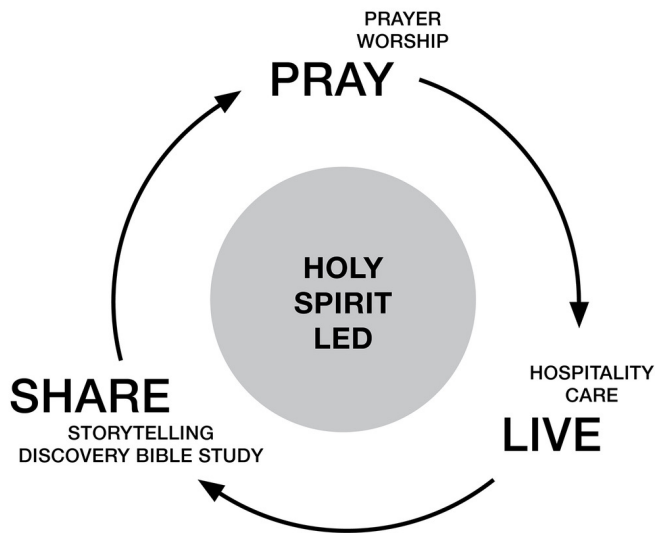 PRAYER
WORSHIP
PRAY
HOLY
SPIRIT
LED
HOSPITALITY
CARE
LIVE
SHARE
STORYTELLING
DISCOVERY BIBLE STUDY